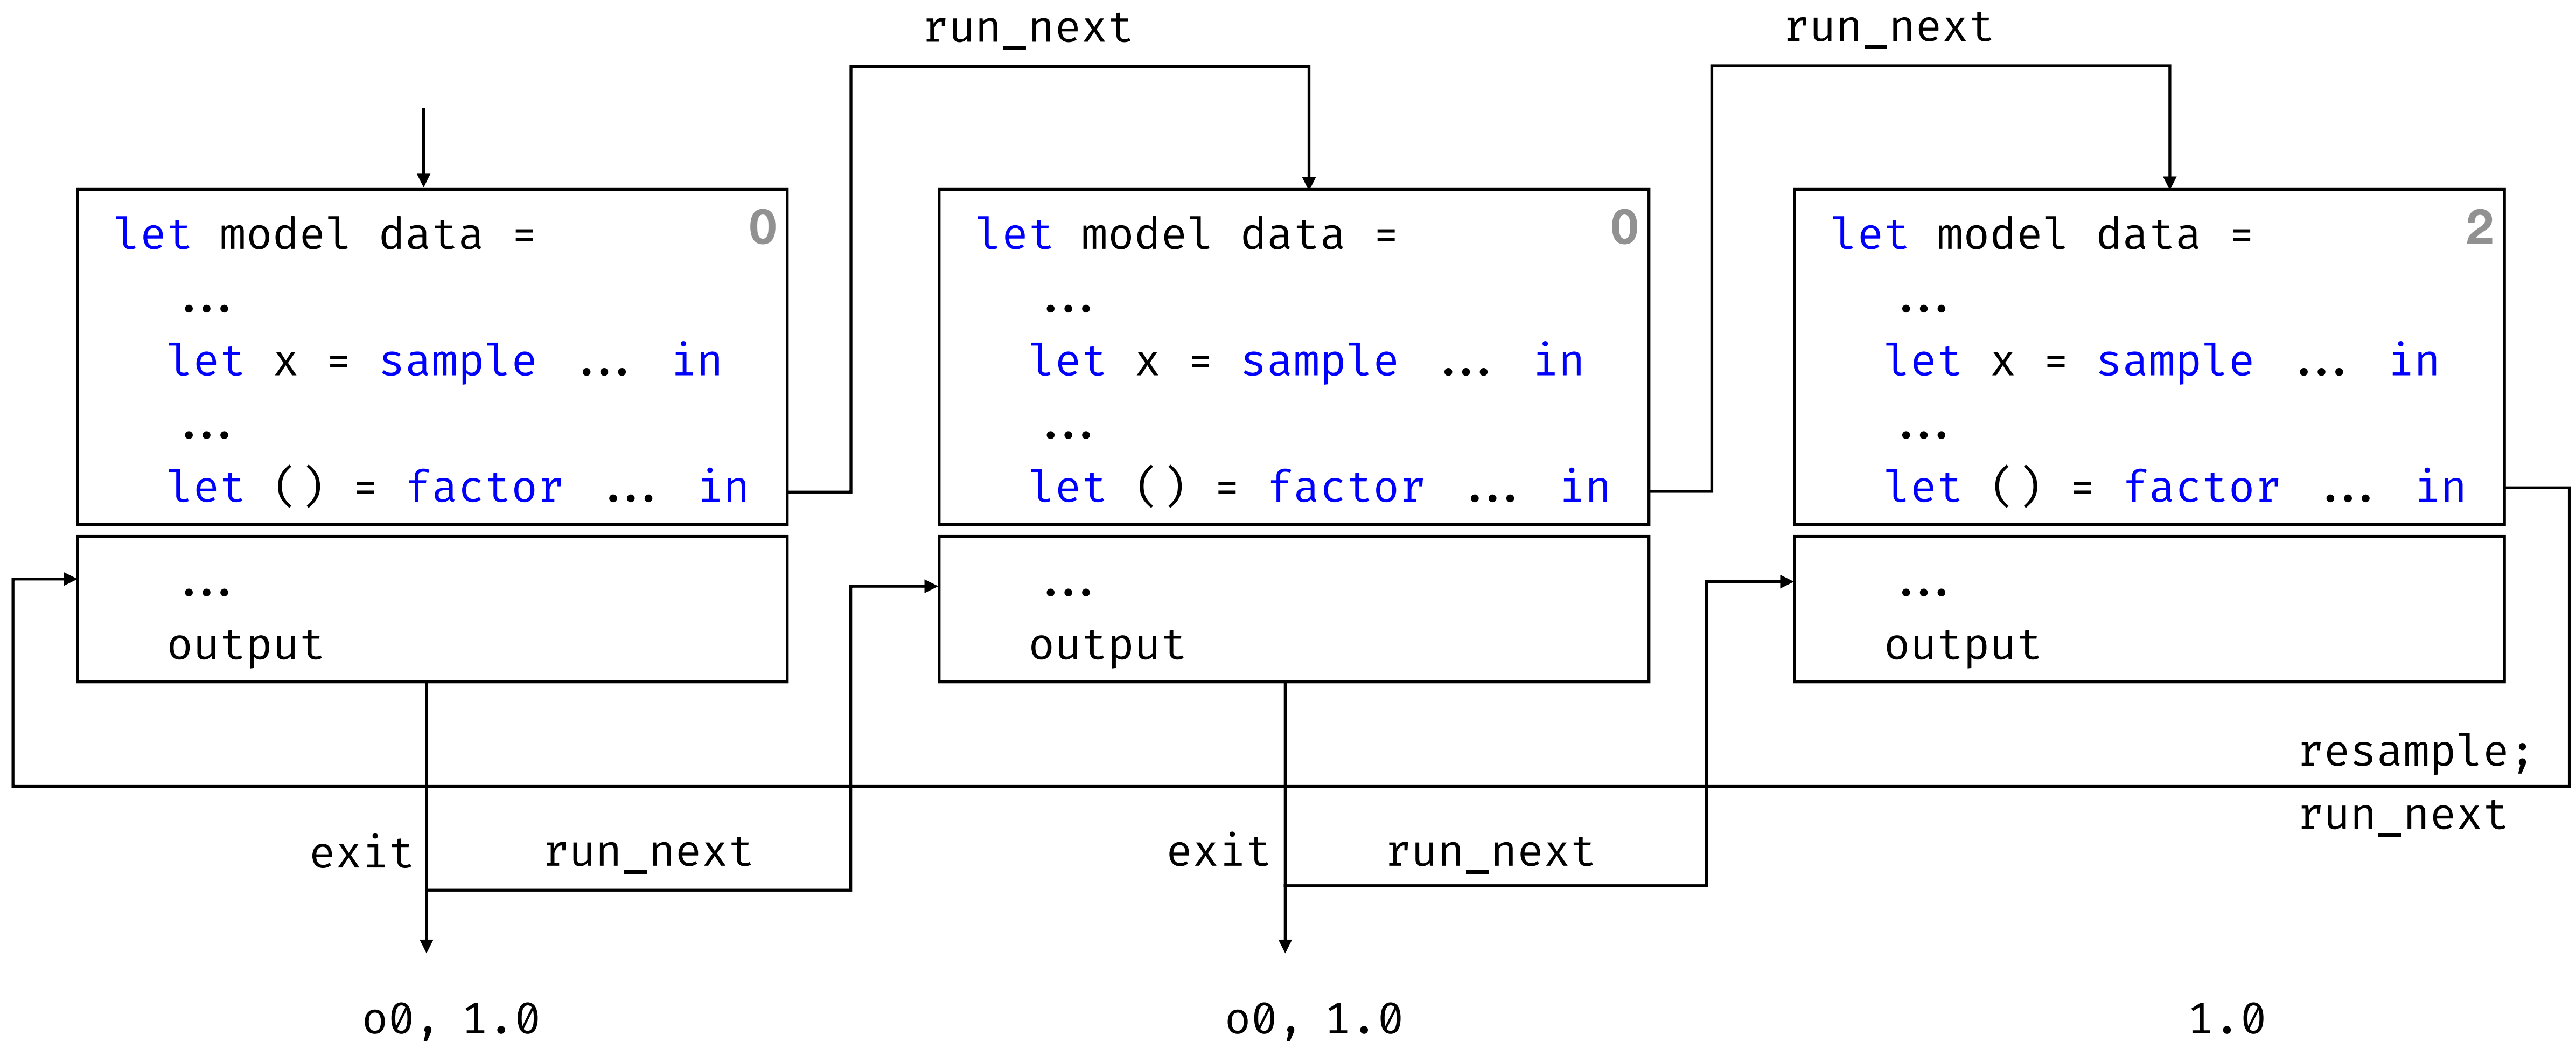 run_next
run_next
let model data =
0
...
let x = sample ... in
...
let () = factor ... in
let model data =
0
...
let x = sample ... in
...
let () = factor ... in
let model data =
2
...
let x = sample ... in
...
let () = factor ... in
...
output
...
output
...
output
resample;
run_next
exit
run_next
exit
run_next
o0, 1.0
o0, 1.0
1.0